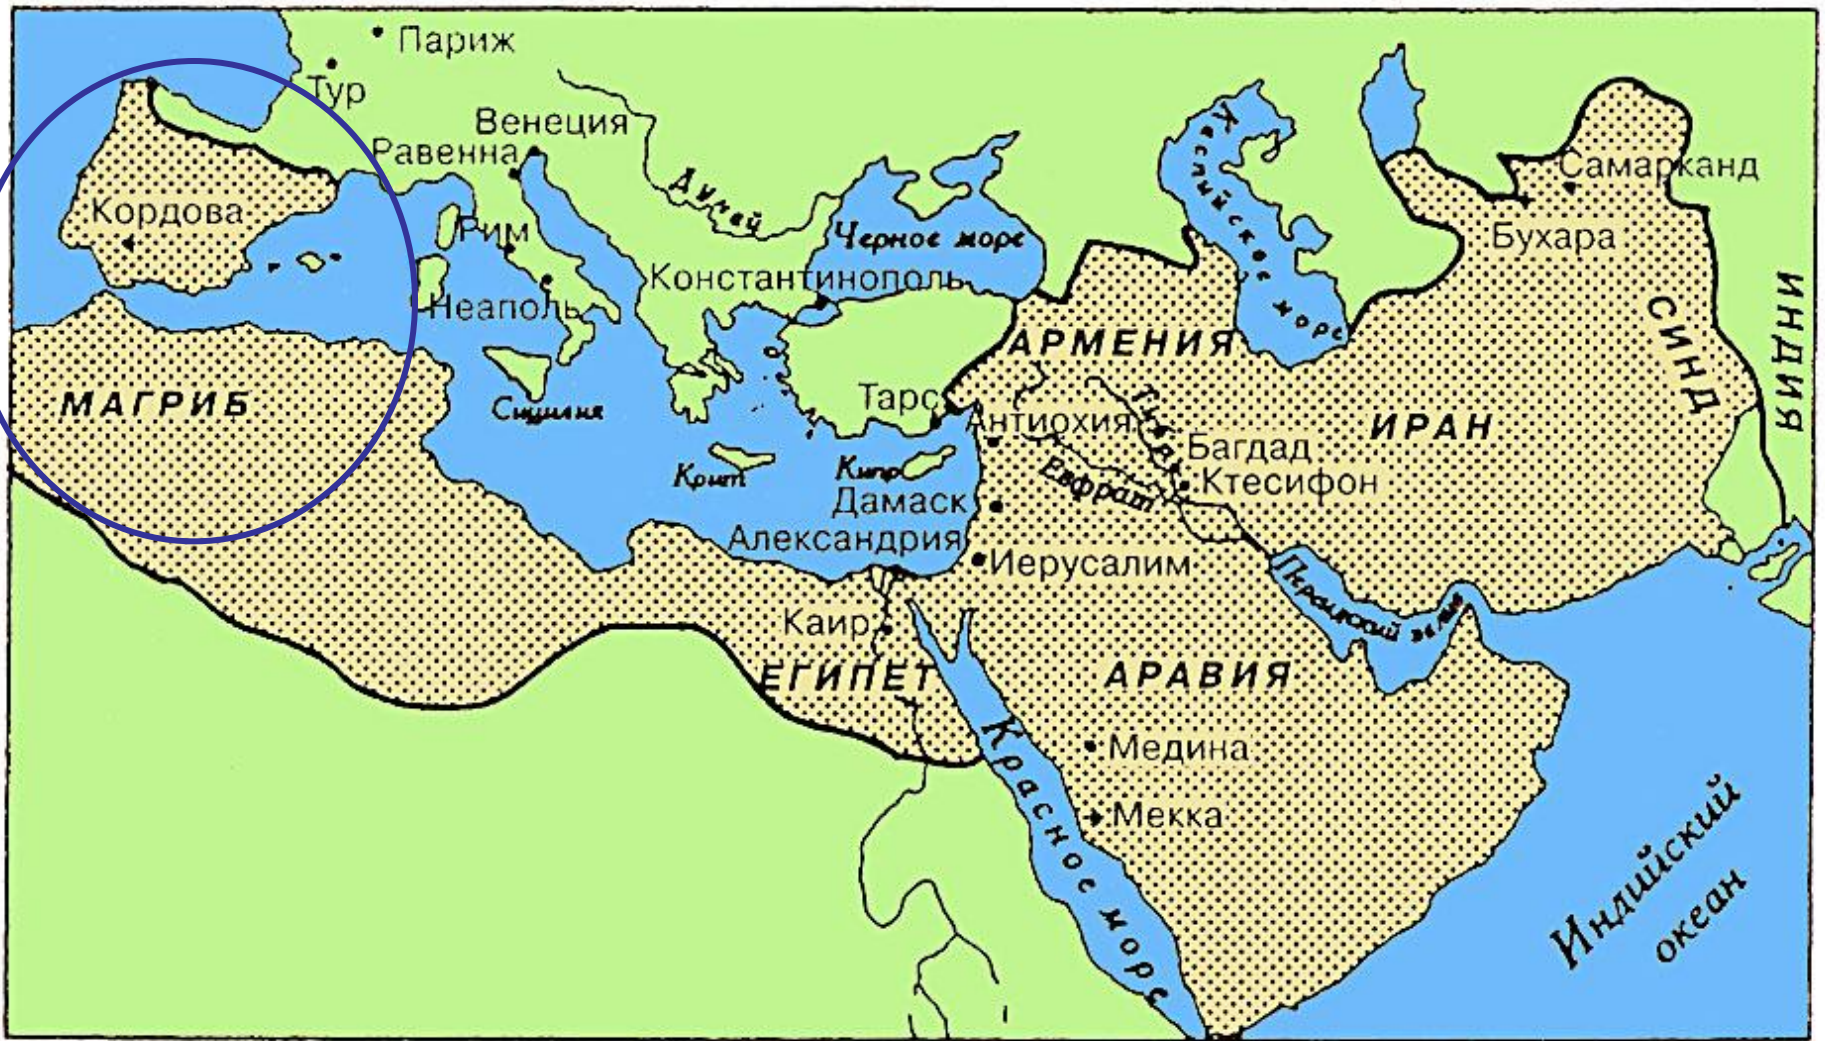 Париж
Тур
Венеция
Равенна
Дунай
Каспийское море
Самарканд
Кордова
Рим
Черное море
Бухара
Константинополь
Неаполь
СИНД
ИНДИЯ
АРМЕНИЯ
МАГРИБ
Сицилия
Тарс
Антиохия
Тигр
ИРАН
Багдад
Крит
Кипр
Евфрат
Ктесифон
Дамаск
Александрия
Иерусалим
Персидский залив
Каир
ЕГИПЕТ
АРАВИЯ
Медина
Красное море
Мекка
Индийский
океан